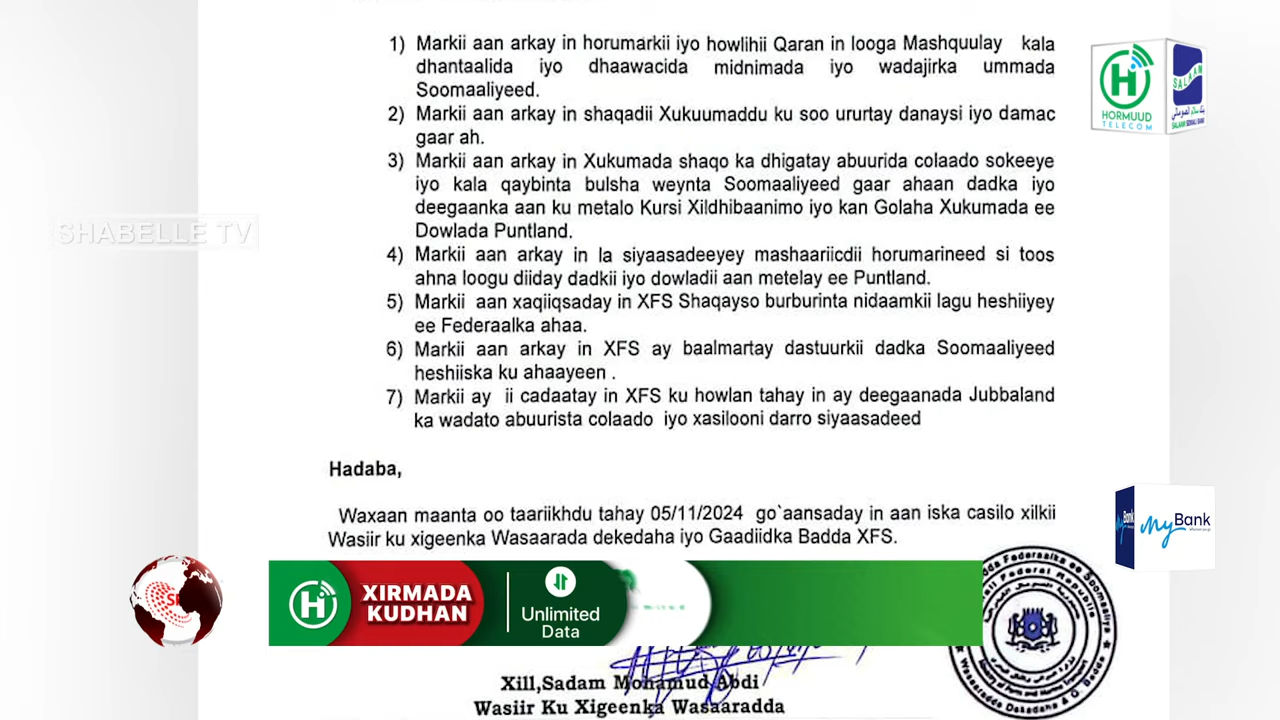 1) Markii aan arkay in horumarkii iyo howlihii Qaran in looga Mashquulay kala
dhantaalida iyo dhaawacida midnimada iyo wadajirka ummada
Soomaaliyeed.
2) Markii aan arkay in shaqadii Xukuumaddu ku soo ururtay danaysi iyo damac
gaar ah.
3) Markii aan arkay in Xukumada shaqo ka dhigatay abuurida colaado sokeeye
iyo kala qaybinta bulsha weynta Soomaaliyeed gaar ahaan dadka iyo
deegaanka aan ku metalo Kursi Xildhibaanimo iyo kan Golaha Xukumada ee
Dowlada Puntland.
4) Markii aan arkay in la siyaasadeeyey mashaariicdii horumarineed si toos
ahna loogu diiday dadkii iyo dowladii aan metelay ee Puntland.
5) Markii aan xaqiiqsaday in XFS Shaqayso burburinta nidaamkii lagu heshiiyey
ee Federaalka ahaa.
6) Markii aan arkay in XFS ay baalmartay dastuurkii dadka Soomaaliyeed
heshiiska ku ahaayeen .
7) Markii ay ii cadaatay in XFS ku howlan tahay in ay deegaanada Jubbaland
ka wadato abuurista colaado iyo xasilooni darro siyaasadeed
Hadaba,
Waxaan maanta oo taariikhdu tahay 05/11/2024 go`aansaday in aan iska casilo xilkii
Wasiir ku xigeenka Wasaarada dekedaha iyo Gaadiidka Badda XFS.
Xill,Sadam Mohamud Abdi
Wasiir Ku Xigeenka Wasaaradda
SHABELLE TV
HORMUUD
TELECOM
SALAAM
SALAAM SOMALI BANK
MyBank
XIRMADA
KUDHAN
Unlimited
Data